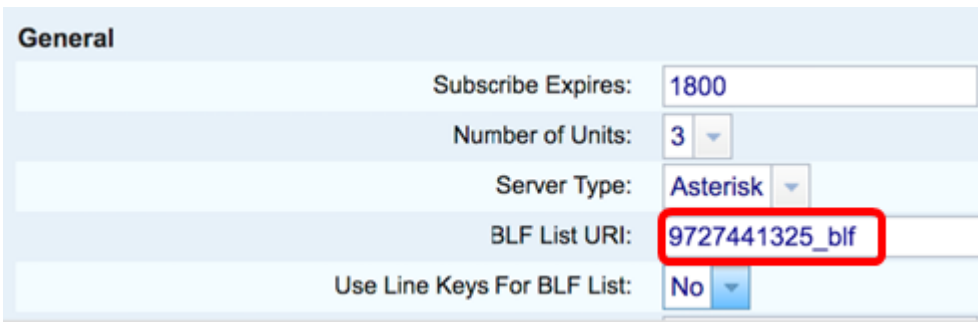 General
Subscribe Expires: 1800
Number of Units: 3
Server Type: Asterisk
BLF List URI: 9727441325_blf
Use Line Keys For BLF List: No